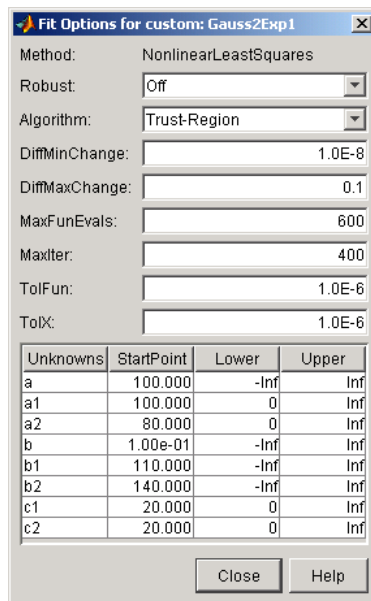 Fit Options for custom: Gauss2Exp1
Method: NonlinearLeastSquares
Robust: Off
Algorithm: Trust-Region
DiffMinChange: 1.0E-8
DiffMaxChange: 0.1
MaxFunEvals: 600
MaxIter: 400
TolFun: 1.0E-6
TolX: 1.0E-6
Unknowns StartPoint Lower Upper
a 100.000 -Inf Inf
a1 100.000 0 Inf
a2 80.000 0 Inf
b 1.00e-01 -Inf Inf
b1 110.000 -Inf Inf
b2 140.000 -Inf Inf
c1 20.000 0 Inf
c2 20.000 0 Inf
Close Help